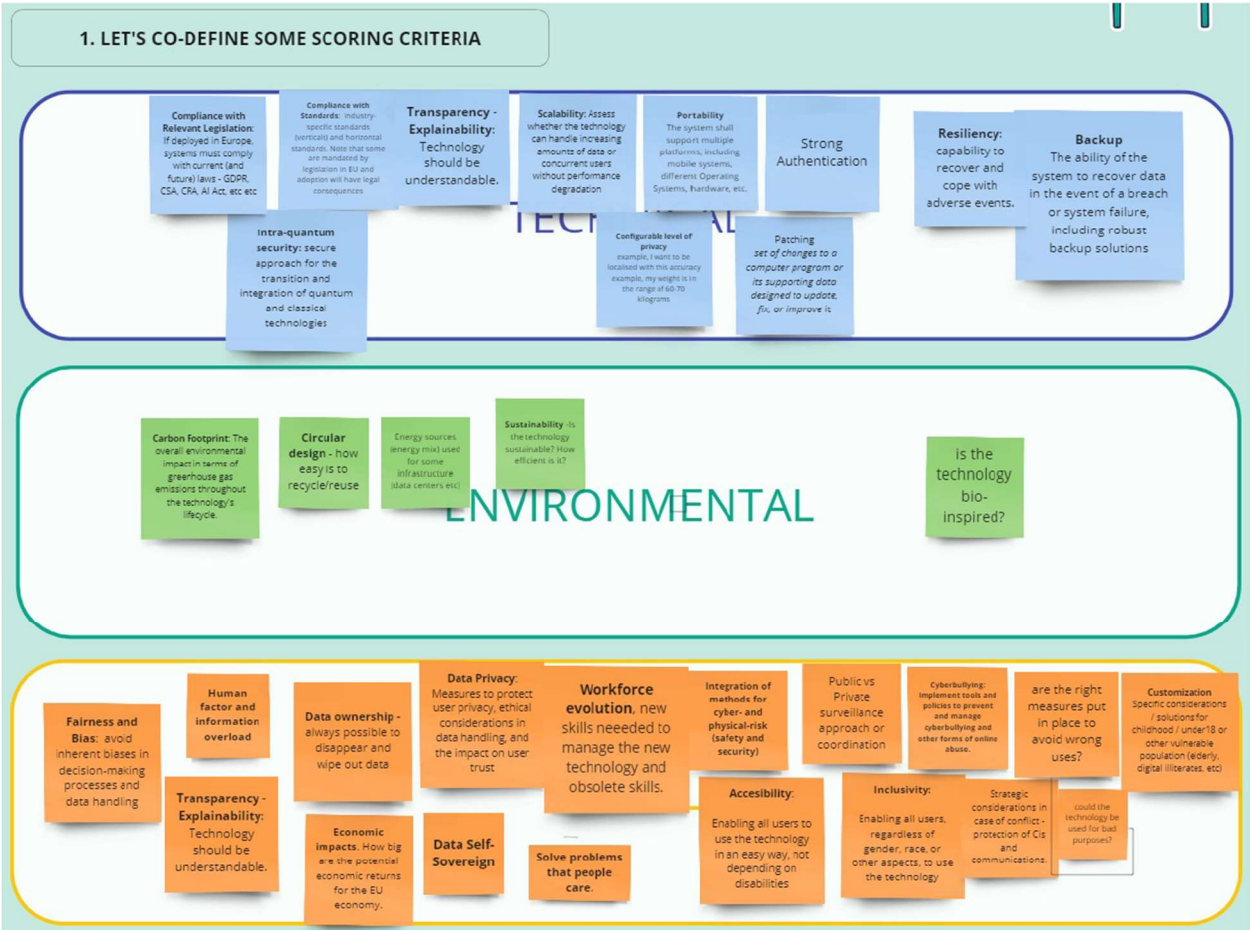 1. LET'S CO-DEFINE SOME SCORING CRITERIA
Compliance with
Relevant Legislation:
If deployed in Europe,
systems must comply
with current (and
future) laws - GDPR,
CSA, CRA, AI Act, etc etc
Compliance with
Standards: industry-
specific standards
(verticals) and horizontal
standards. Note that some
are mandated by
legislation in EU and
adoption will have legal
consequences
Transparency -
Explainability:
Technology
should be
understandable.
Scalability: Assess
whether the technology
can handle increasing
amounts of data or
concurrent users
without performance
degradation
Portability
The system shall
support multiple
platforms, including
mobile systems,
different Operating
Systems, hardware, etc.
Strong
Authentication
Resiliency:
capability to
recover and
cope with
adverse events.
Backup
The ability of the
system to recover data
in the event of a breach
or system failure,
including robust
backup solutions
Intra-quantum
security: secure
approach for the
transition and
integration of quantum
and classical
technologies
Configurable level of
privacy
example, I want to be
localised with this accuracy
example, my weight is in
the range of 60-70
kilograms
Patching
set of changes to a
computer program or
its supporting data
designed to update,
fix, or improve it
Carbon Footprint: The
overall environmental
impact in terms of
greenhouse gas
emissions throughout
the technology's
lifecycle.
Circular
design - how
easy is to
recycle/reuse
Energy sources
(energy mix) used
for some
infrastructure
(data centers etc)
Sustainability -Is
the technology
sustainable? How
efficient is it?
ENVIRONMENTAL
is the
technology
bio-
inspired?
Fairness and
Bias: avoid
inherent biases in
decision-making
processes and
data handling
Human
factor and
information
overload
Data ownership -
always possible to
disappear and
wipe out data
Data Privacy:
Measures to protect
user privacy, ethical
considerations in
data handling, and
the impact on user
trust
Workforce
evolution, new
skills neeeded to
manage the new
technology and
obsolete skills.
Integration of
methods for
cyber- and
physical-risk
(safety and
security)
Public vs
Private
surveillance
approach or
coordination
Cyberbullying:
Implement tools and
policies to prevent
and manage
cyberbullying and
other forms of online
abuse.
are the right
measures put
in place to
avoid wrong
uses?
Customization
Specific considerations
/ solutions for
childhood / under18 or
other vulnerable
population (elderly,
digital illiterates, etc)
Transparency -
Explainability:
Technology
should be
understandable.
Economic
impacts. How big
are the potential
economic returns
for the EU
economy.
Data Self-
Sovereign
Solve problems
that people
care.
Accesibility:
Enabling all users to
use the technology
in an easy way, not
depending on
disabilities
Inclusivity:
Enabling all users,
regardless of
gender, race, or
other aspects, to use
the technology
Strategic
considerations in
case of conflict -
protection of Cis
and
communications.
could the
technology be
used for bad
purposes?